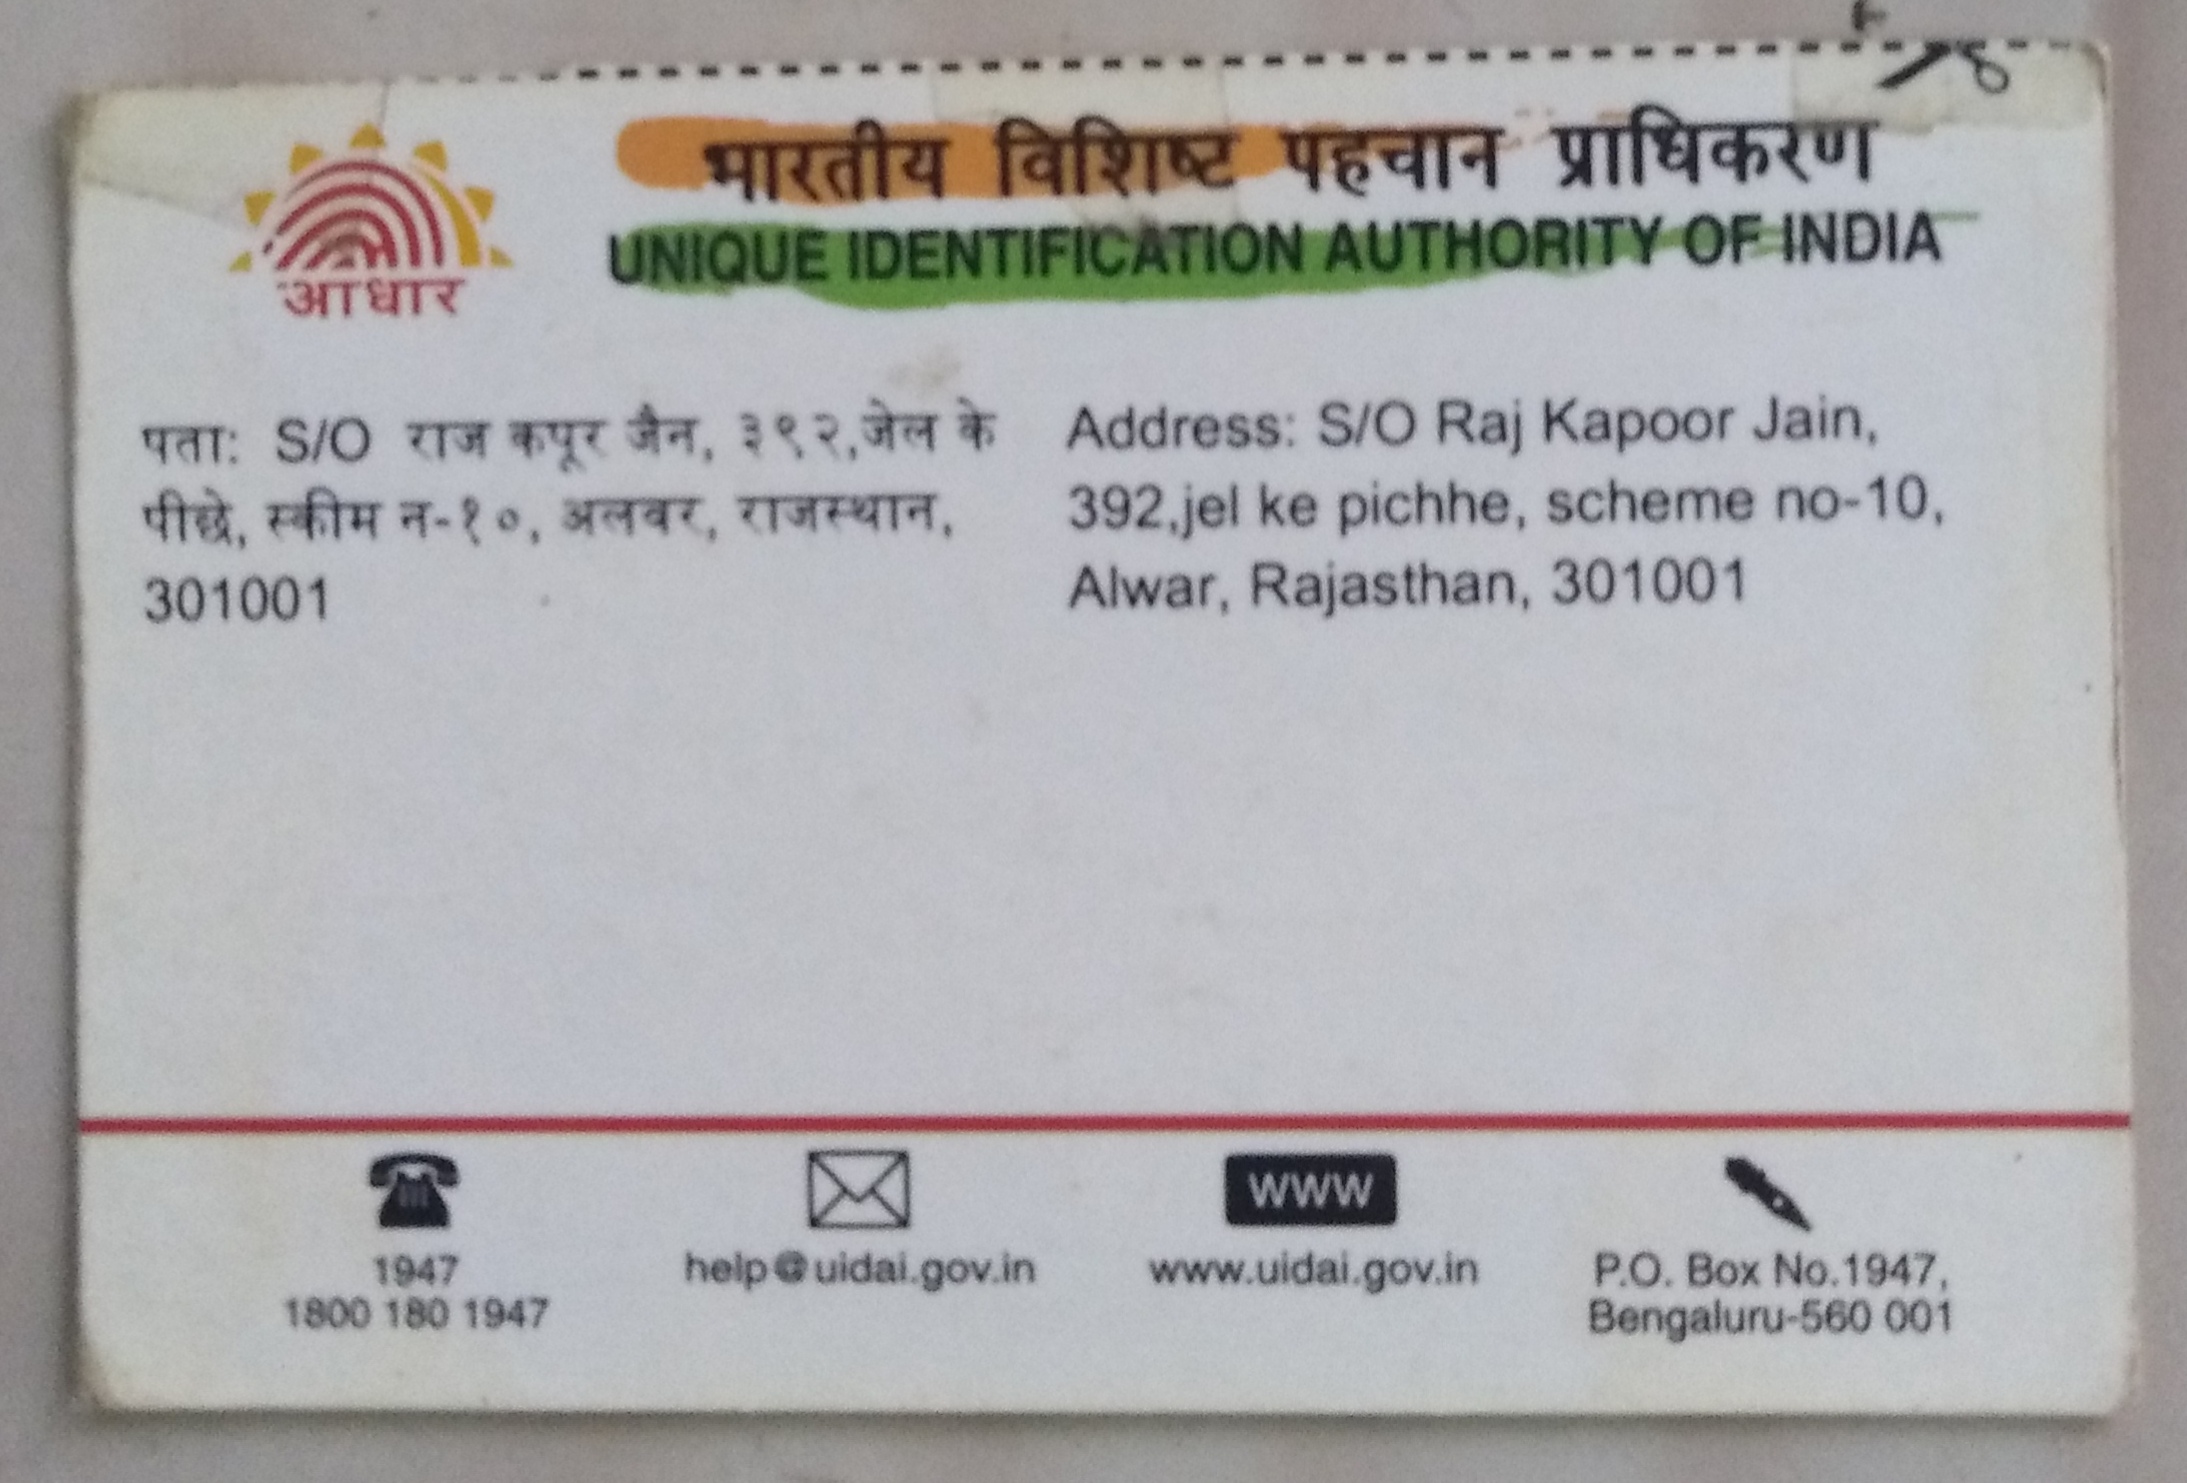 भारतीय विशिष्ट पहचान प्राधिकरण
UNIQUE IDENTIFICATION AUTHORITY OF INDIA
आधार
पता: S/O राज कपूर जैन, ३९२,जेल के
पीछे, स्कीम न-१०, अलवर, राजस्थान,
301001
Address: S/O Raj Kapoor Jain,
392,jel ke pichhe, scheme no-10,
Alwar, Rajasthan, 301001
1947
1800 180 1947
help@uidai.gov.in
WWW
www.uidai.gov.in
P.O. Box No.1947,
Bengaluru-560 001